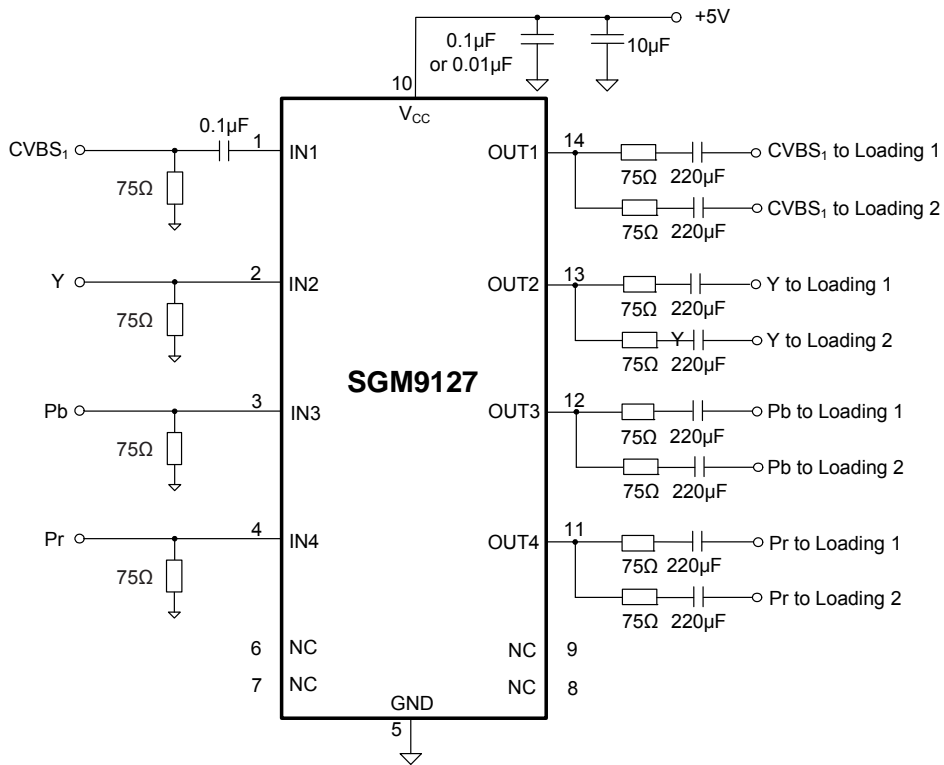 +5V
0.1µF
or 0.01µF
10µF
10
V_CC
CVBS₁
0.1µF
1
IN1
75Ω
OUT1
14
75Ω 220µF
CVBS₁ to Loading 1
75Ω 220µF
CVBS₁ to Loading 2
Y
2
IN2
75Ω
OUT2
13
75Ω 220µF
Y to Loading 1
Y
75Ω 220µF
Y to Loading 2
SGM9127
Pb
3
IN3
75Ω
OUT3
12
75Ω 220µF
Pb to Loading 1
75Ω 220µF
Pb to Loading 2
Pr
4
IN4
75Ω
OUT4
11
75Ω 220µF
Pr to Loading 1
75Ω 220µF
Pr to Loading 2
6 NC
NC 9
7 NC
NC 8
GND
5